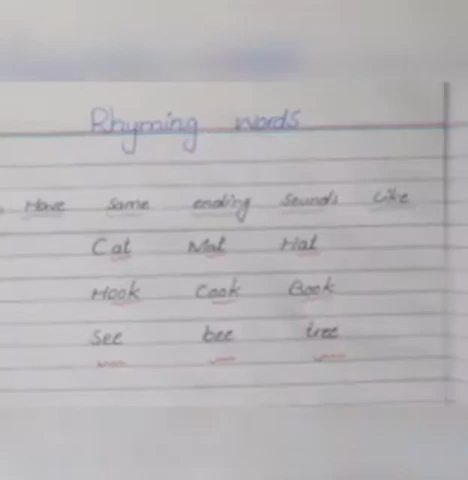 Rhyming words
Have same ending sounds like
Cat Mat Hat
Hook Cook Book
See bee tree